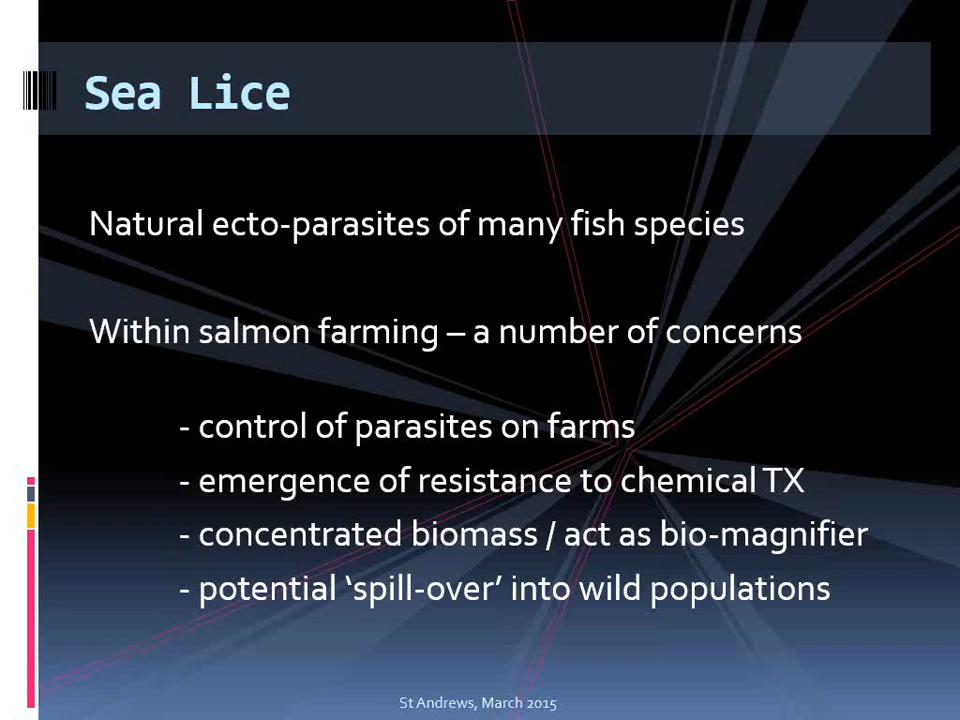 Sea Lice
Natural ecto-parasites of many fish species
Within salmon farming – a number of concerns
- control of parasites on farms
- emergence of resistance to chemical TX
- concentrated biomass / act as bio-magnifier
- potential ‘spill-over’ into wild populations
St Andrews, March 2015